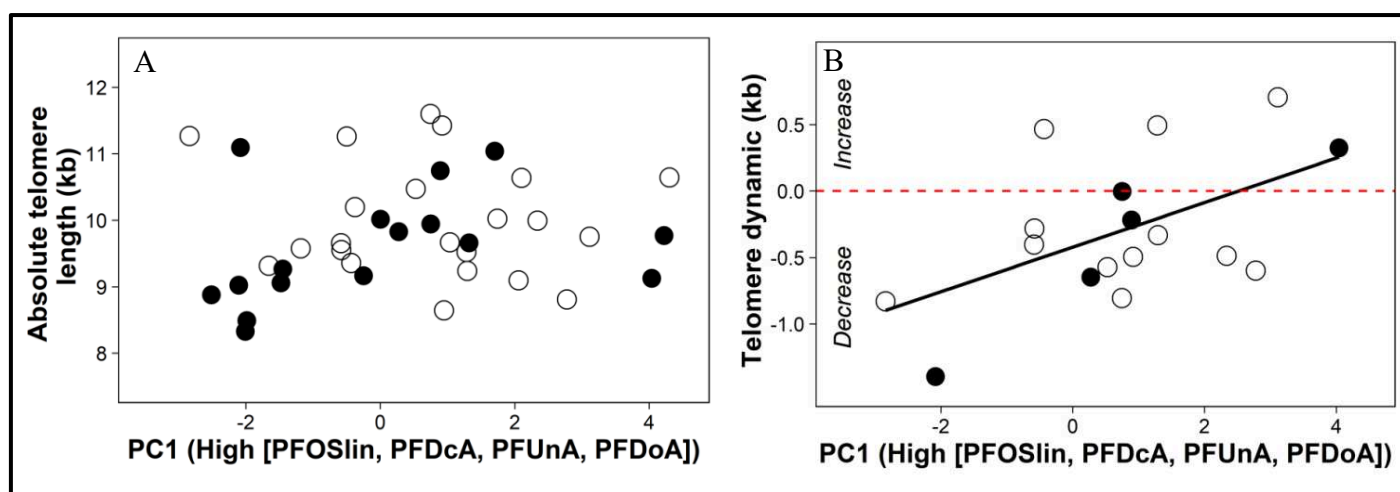 A
Absolute telomere
length (kb)
12
11
10
9
8
-2
0
2
4
PC1 (High [PFOSlin, PFDcA, PFUnA, PFDoA])
B
Telomere dynamic (kb)
Increase
Decrease
0.5
0.0
-0.5
-1.0
-2
0
2
4
PC1 (High [PFOSlin, PFDcA, PFUnA, PFDoA])